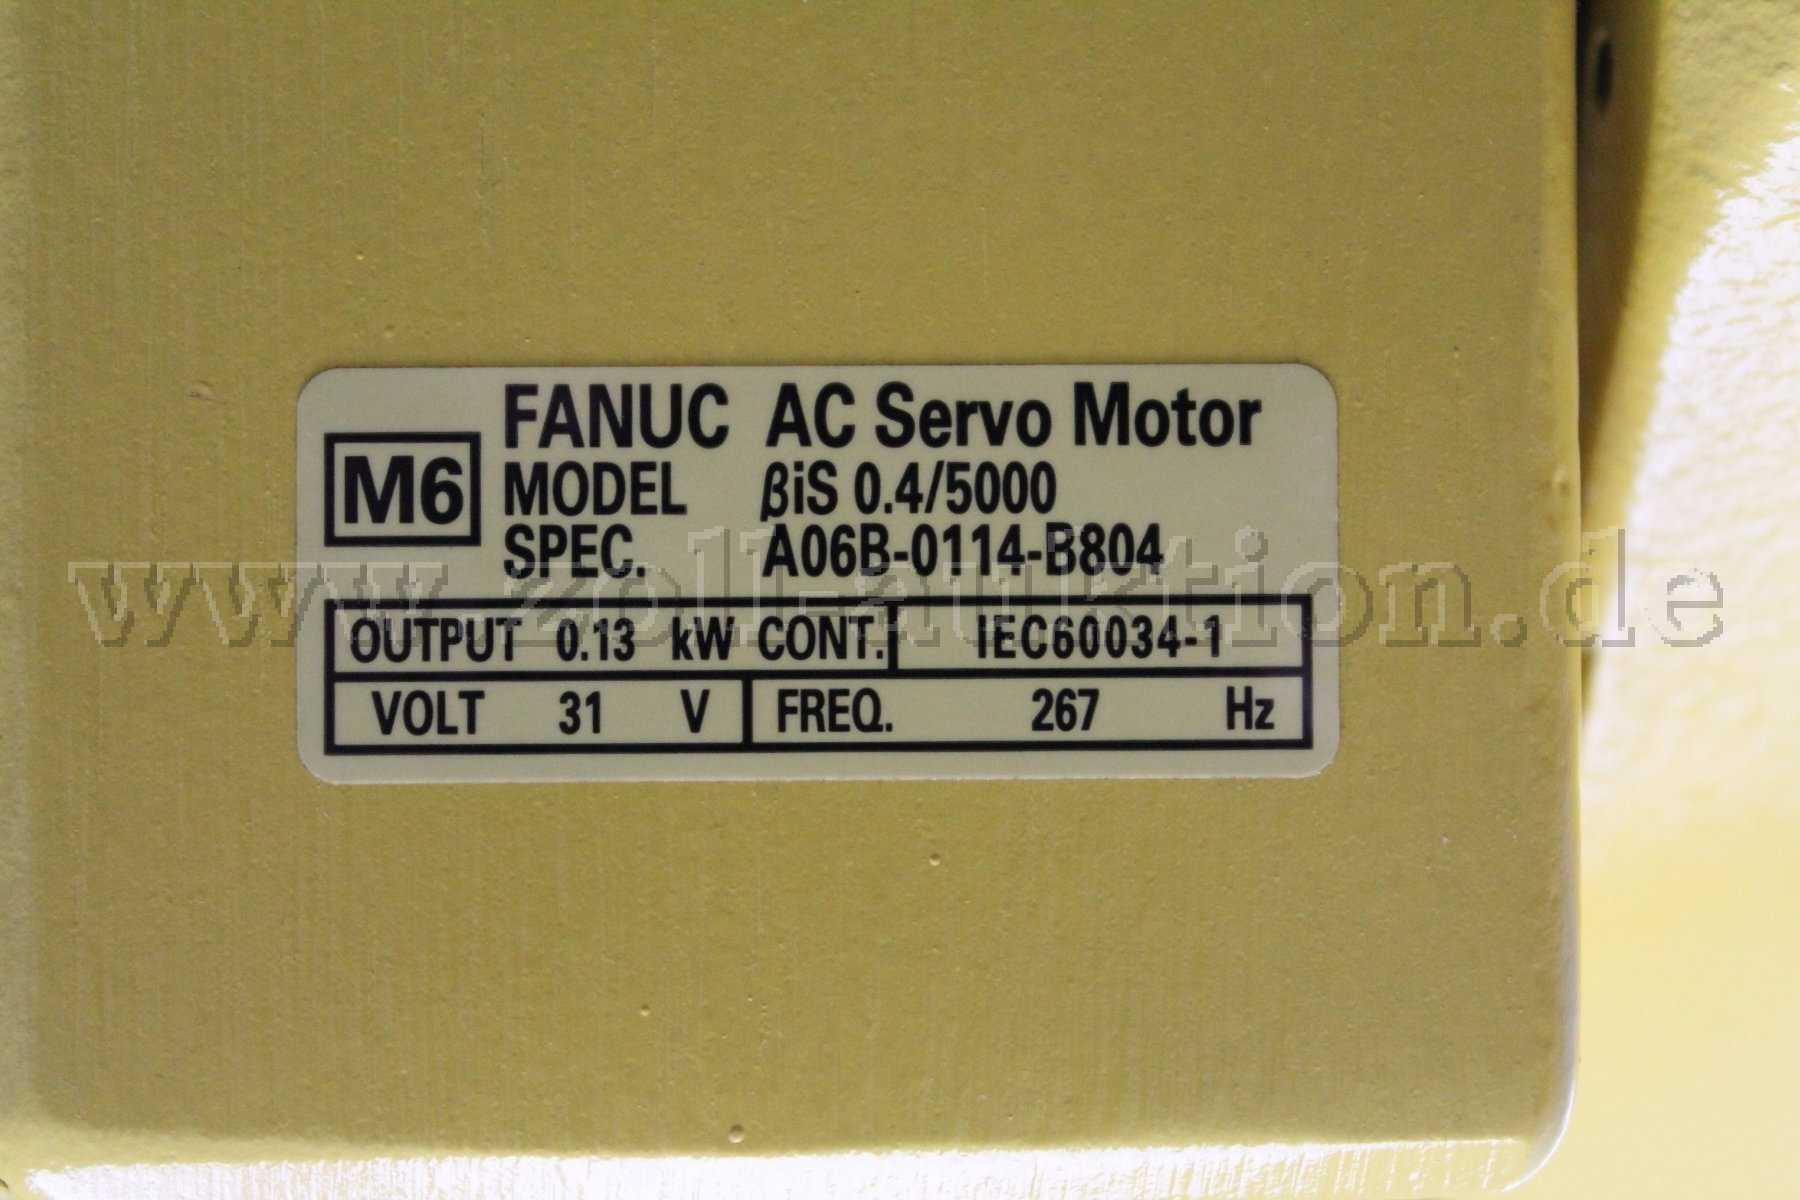 FANUC AC Servo Motor
M6
MODEL βiS 0.4/5000
SPEC. A06B-0114-B804
www.zoll-auktion.de
OUTPUT 0.13 kW CONT. IEC60034-1
VOLT 31 V FREQ. 267 Hz